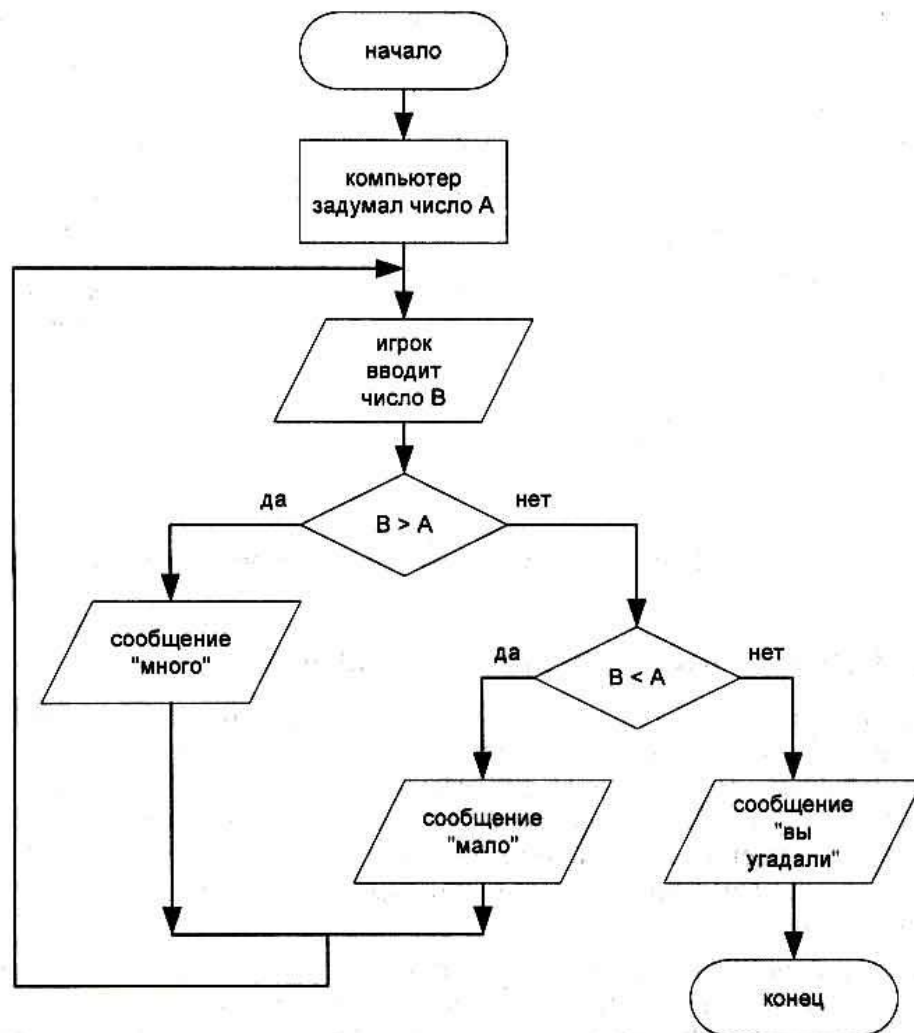 начало
компьютер
задумал число А
игрок
вводит
число В
да
B > A
нет
сообщение
"много"
да
B < A
нет
сообщение
"мало"
сообщение
"вы
угадали"
конец